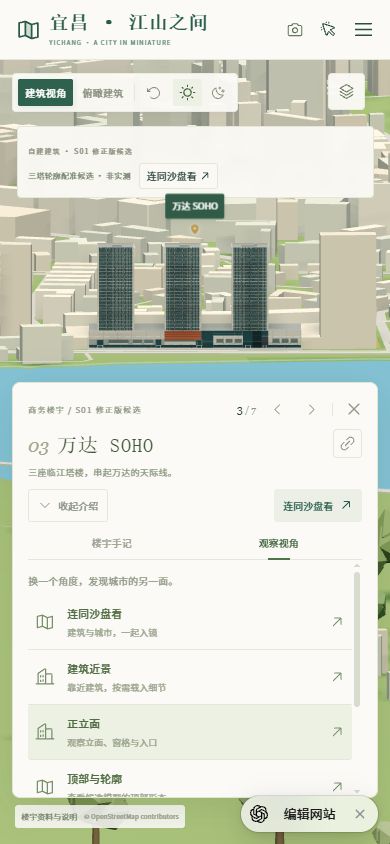 宜昌 · 江山之间
YICHANG · A CITY IN MINIATURE
建筑视角 俯瞰建筑
自建建筑 · S01 修正版候选
三塔轮廓配准候选 · 非实测 连同沙盘看
万达 SOHO
商务楼宇 / S01 修正版候选 3 / 7
03 万达 SOHO
三座临江塔楼，串起万达的天际线。
收起介绍 连同沙盘看
楼宇手记 观察视角
换一个角度，发现城市的另一面。
连同沙盘看
建筑与城市，一起入镜
建筑近景
靠近建筑，按需载入细节
正立面
观察立面、窗格与入口
顶部与轮廓
楼宇资料与说明 © OpenStreetMap contributors
编辑网站